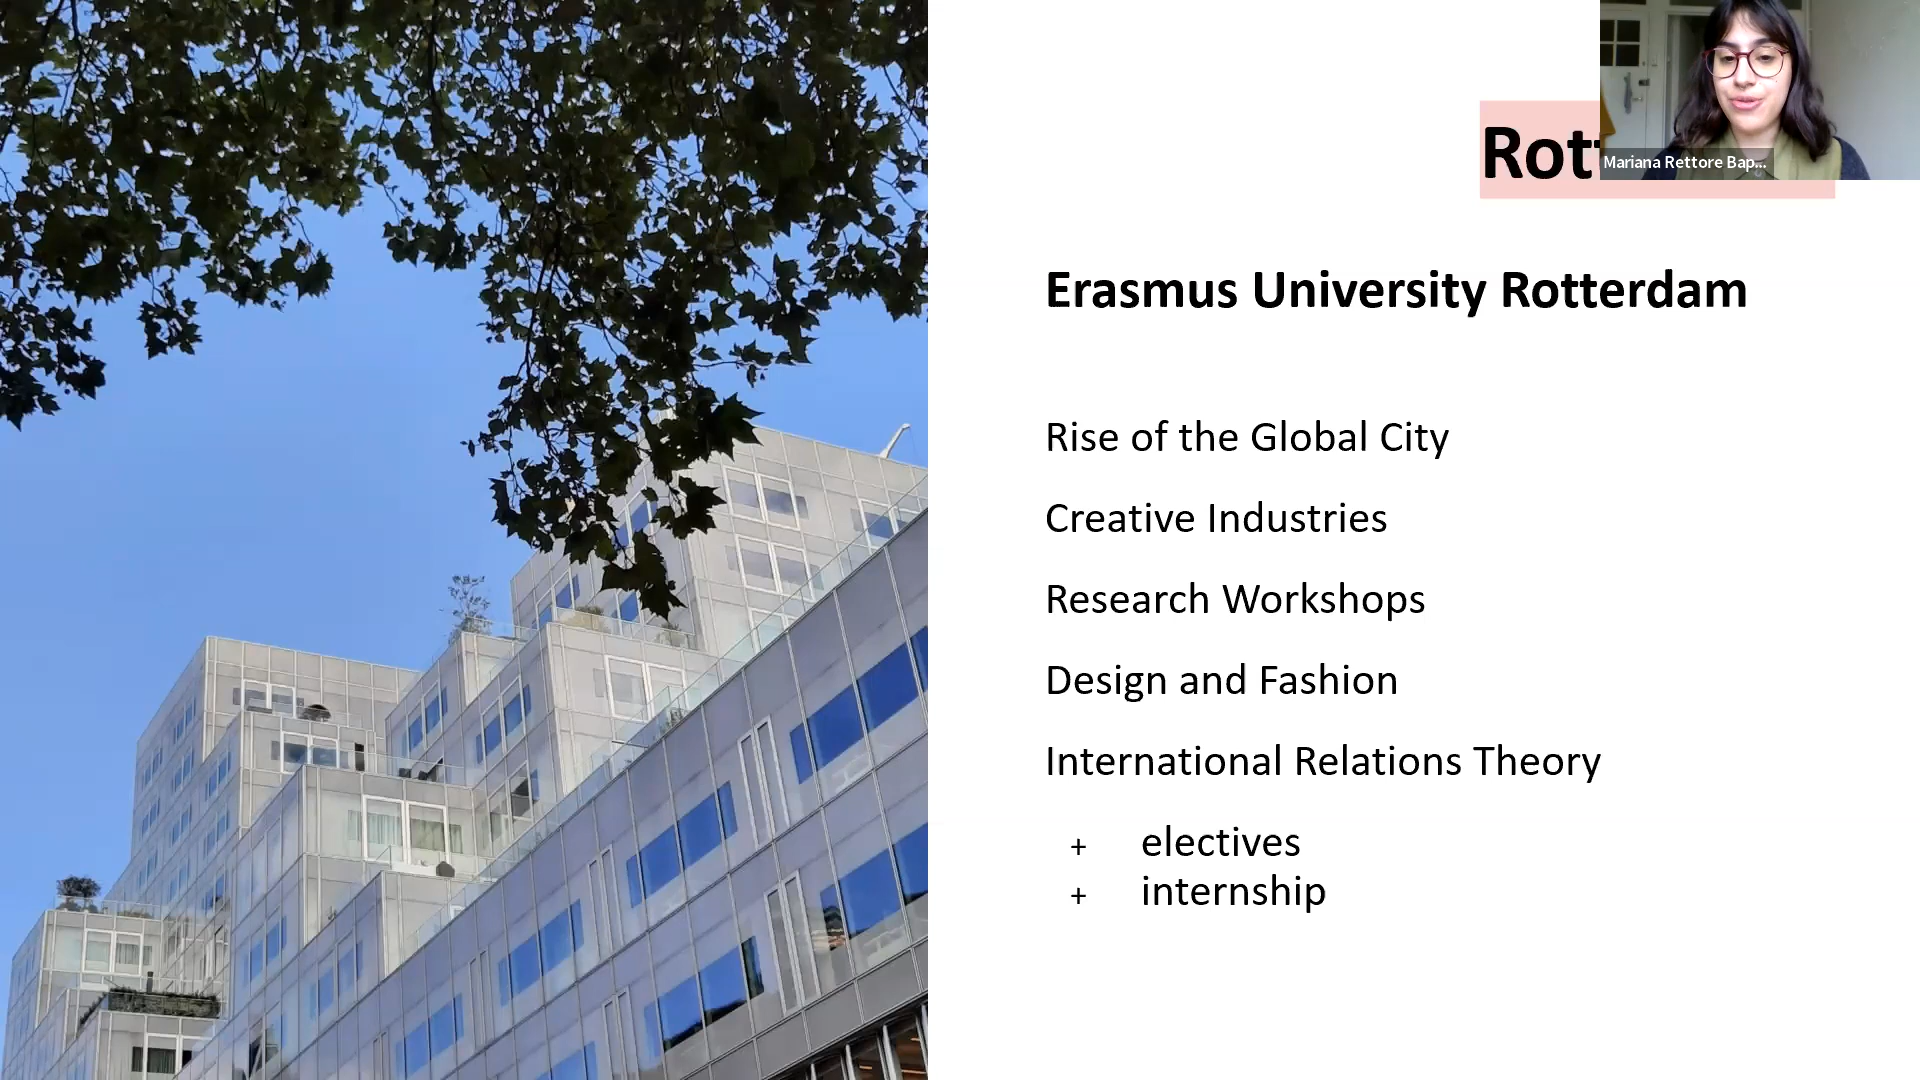 Rot
Mariana Rettore Bap...
Erasmus University Rotterdam
Rise of the Global City
Creative Industries
Research Workshops
Design and Fashion
International Relations Theory
+ electives
+ internship